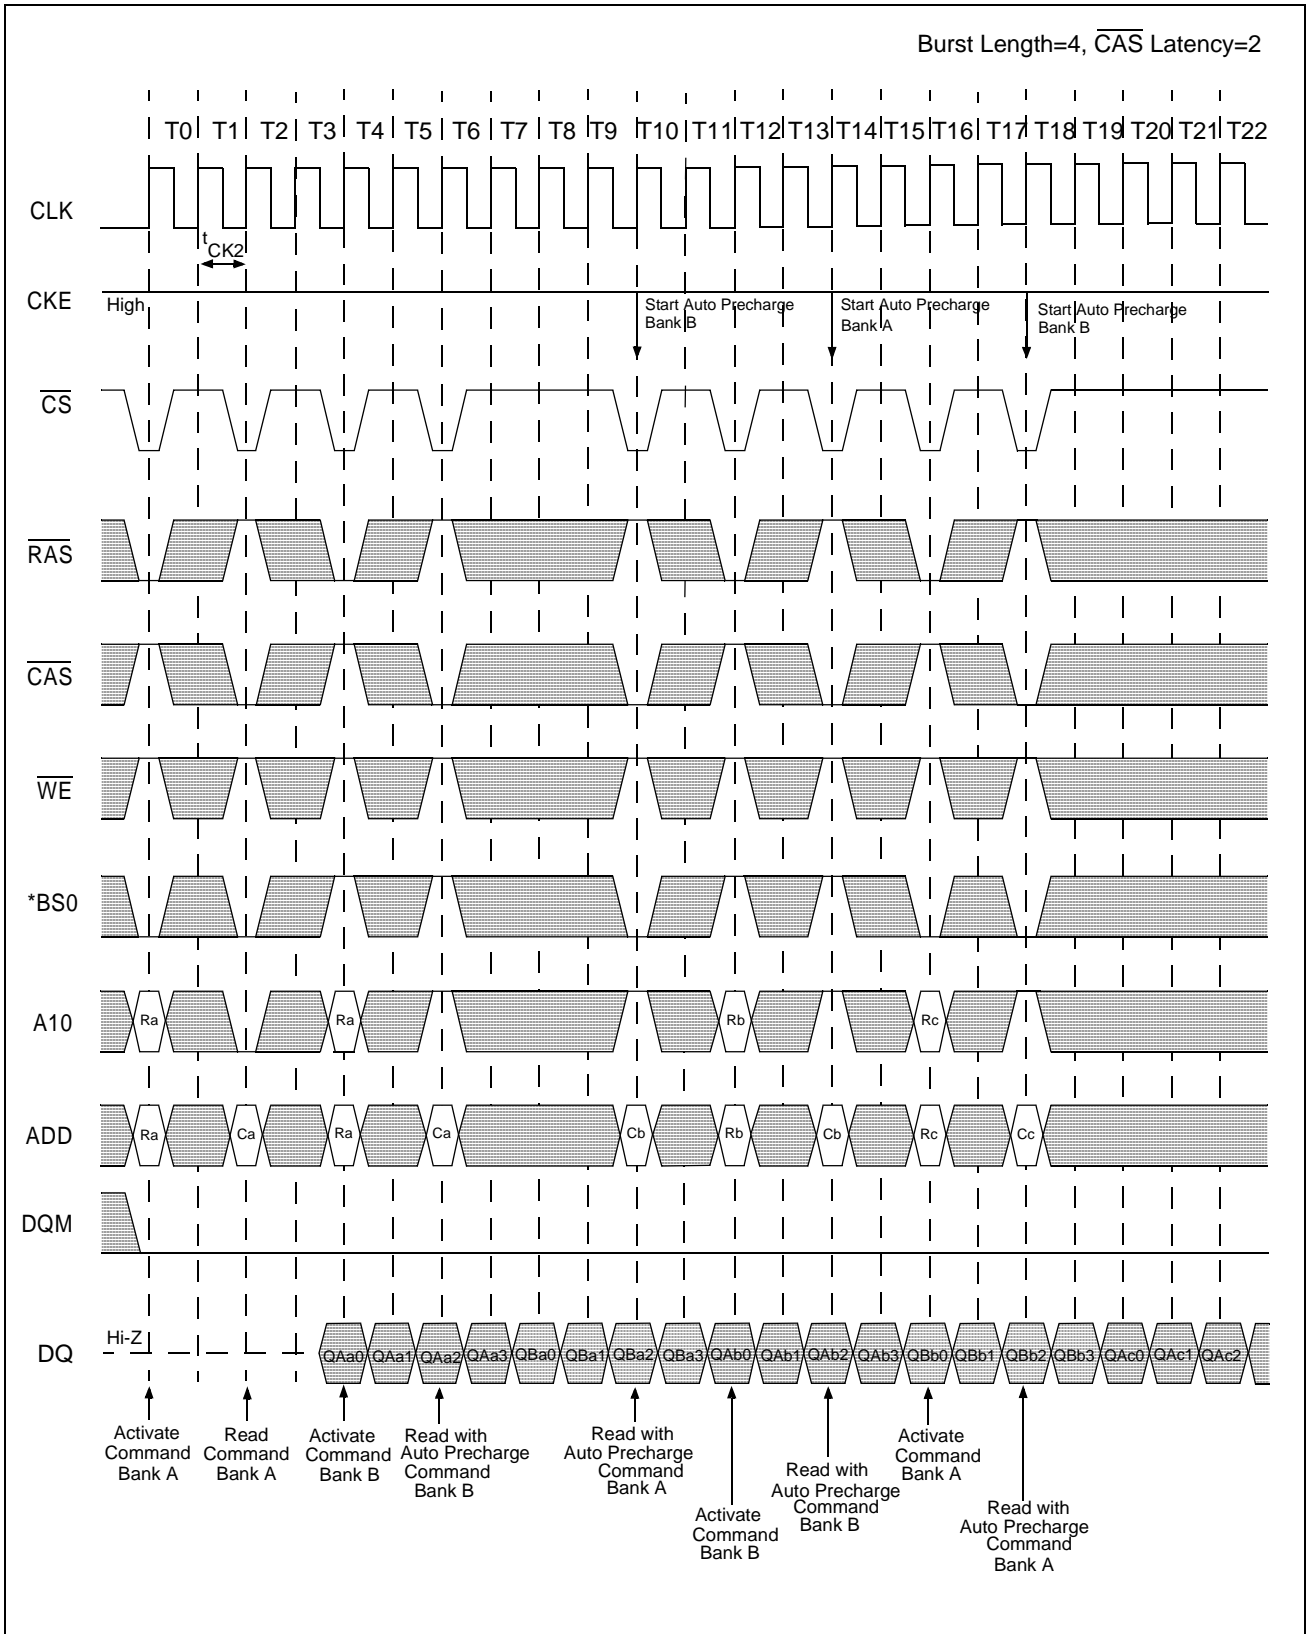 Burst Length=4, CAS Latency=2
T0 T1 T2 T3 T4 T5 T6 T7 T8 T9 T10 T11 T12 T13 T14 T15 T16 T17 T18 T19 T20 T21 T22
CLK
tCK2
CKE
High
Start Auto Precharge
Bank B
Start Auto Precharge
Bank A
Start Auto Precharge
Bank B
CS
RAS
CAS
WE
*BS0
A10
Ra Ra Rb Rc
ADD
Ra Ca Ra Ca Cb Rb Cb Rc Cc
DQM
DQ
Hi-Z
QAa0 QAa1 QAa2 QAa3 QBa0 QBa1 QBa2 QBa3 QAb0 QAb1 QAb2 QAb3 QBb0 QBb1 QBb2 QBb3 QAc0 QAc1 QAc2
Activate
Command
Bank A
Read
Command
Bank A
Activate
Command
Bank B
Read with
Auto Precharge
Command
Bank B
Read with
Auto Precharge
Command
Bank A
Activate
Command
Bank B
Read with
Auto Precharge
Command
Bank B
Activate
Command
Bank A
Read with
Auto Precharge
Command
Bank A